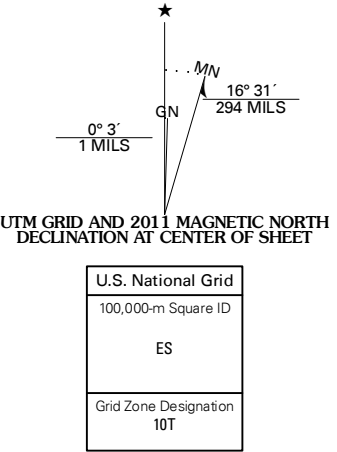 ★
MN
GN
16° 31´
294 MILS
0° 3´
1 MILS
UTM GRID AND 2011 MAGNETIC NORTH
DECLINATION AT CENTER OF SHEET
U.S. National Grid
100,000-m Square ID
ES
Grid Zone Designation
10T